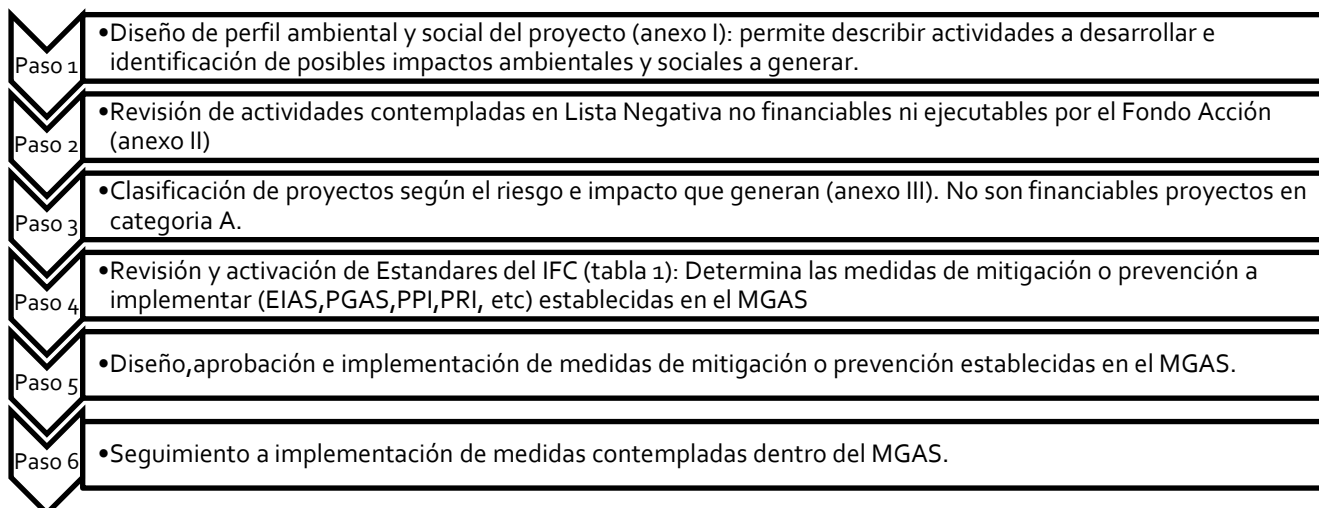 Paso 1
•Diseño de perfil ambiental y social del proyecto (anexo I): permite describir actividades a desarrollar e
identificación de posibles impactos ambientales y sociales a generar.
Paso 2
•Revisión de actividades contempladas en Lista Negativa no financiables ni ejecutables por el Fondo Acción
(anexo II)
Paso 3
•Clasificación de proyectos según el riesgo e impacto que generan (anexo III). No son financiables proyectos en
categoria A.
Paso 4
•Revisión y activación de Estandares del IFC (tabla 1): Determina las medidas de mitigación o prevención a
implementar (EIAS,PGAS,PPI,PRI, etc) establecidas en el MGAS
Paso 5
•Diseño,aprobación e implementación de medidas de mitigación o prevención establecidas en el MGAS.
Paso 6
•Seguimiento a implementación de medidas contempladas dentro del MGAS.